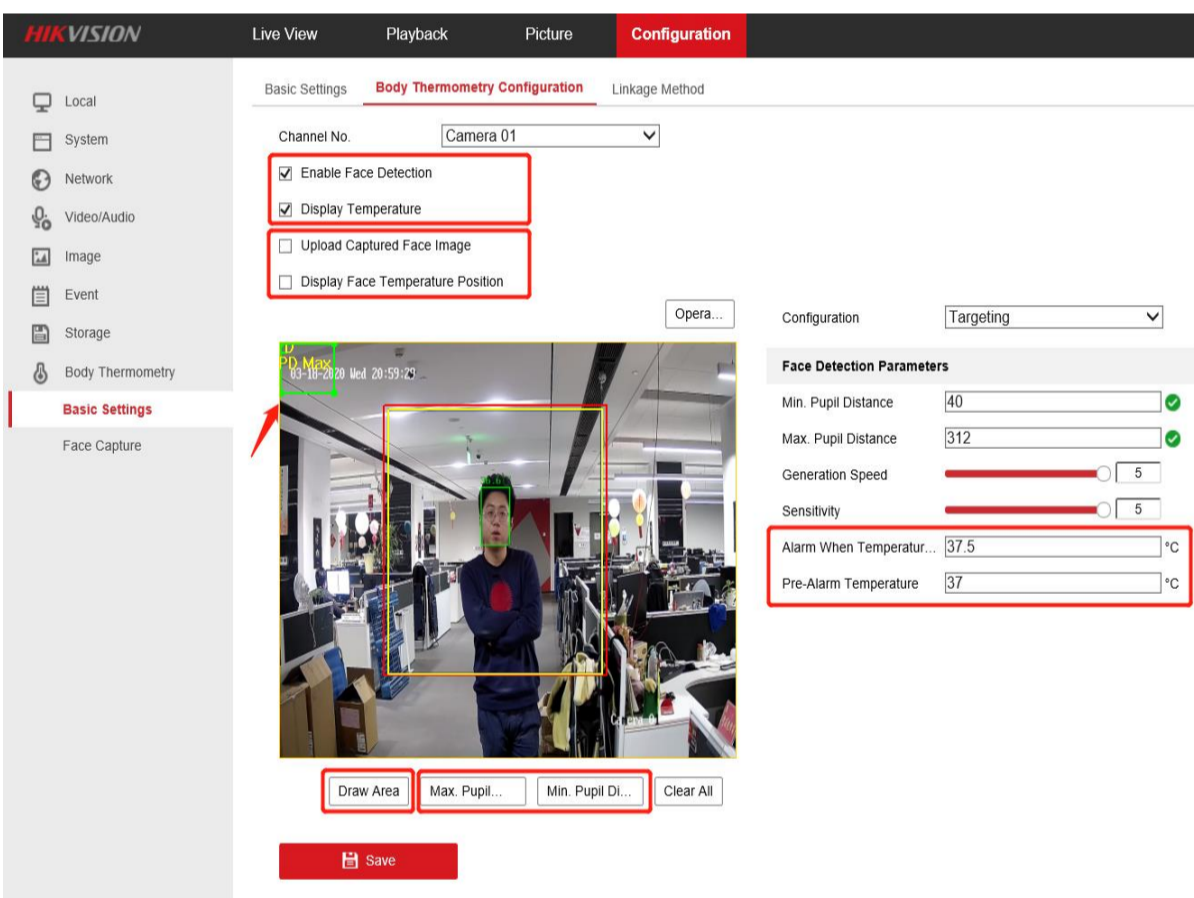 HIKVISION
Live View Playback Picture Configuration
Local
System
Network
Video/Audio
Image
Event
Storage
Body Thermometry
Basic Settings
Face Capture
Basic Settings Body Thermometry Configuration Linkage Method
Channel No. Camera 01
Enable Face Detection
Display Temperature
Upload Captured Face Image
Display Face Temperature Position
Opera...
D
PD Max
03-18-2020 Wed 20:59:29
Draw Area Max. Pupil... Min. Pupil Di... Clear All
Save
Configuration Targeting
Face Detection Parameters
Min. Pupil Distance 40
Max. Pupil Distance 312
Generation Speed 5
Sensitivity 5
Alarm When Temperatur... 37.5 °C
Pre-Alarm Temperature 37 °C